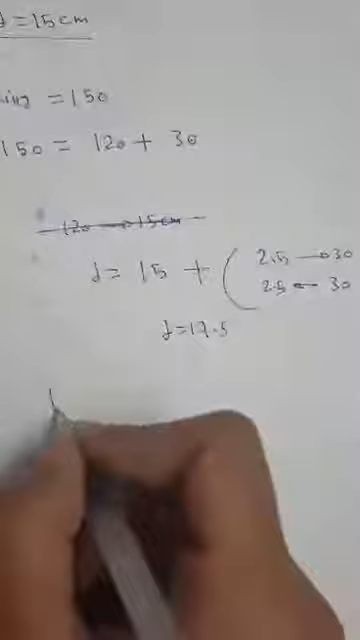 d = 15 cm
= 150
150 = 120 + 30
120 → 15 cm
d = 15 + ( 2.5 → 30
2.5 ← 30
d = 17.5